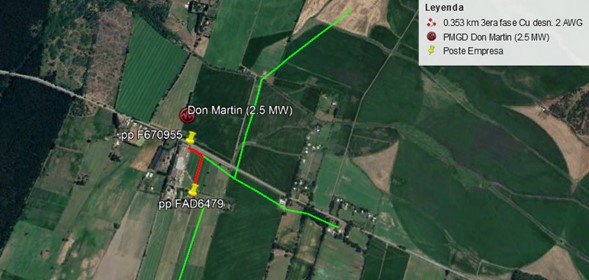 Leyenda
0.353 km 3era fase Cu desn. 2 AWG
PMGD Don Martin (2.5 MW)
Poste Empresa
Don Martin (2.5 MW)
pp F670955
pp FAD6479